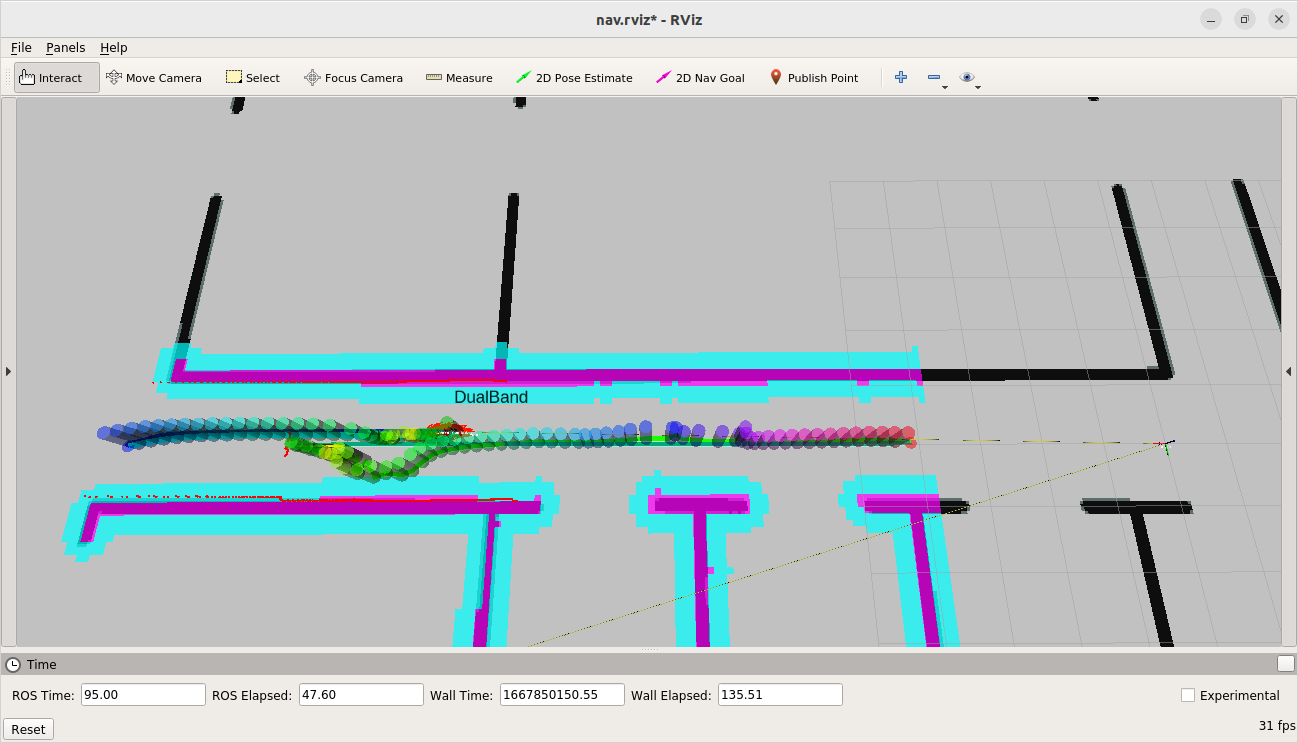 nav.rviz* - RViz
File Panels Help
Interact Move Camera Select Focus Camera Measure 2D Pose Estimate 2D Nav Goal Publish Point
DualBand
Time
ROS Time: 95.00 ROS Elapsed: 47.60 Wall Time: 1667850150.55 Wall Elapsed: 135.51 Experimental
Reset 31 fps